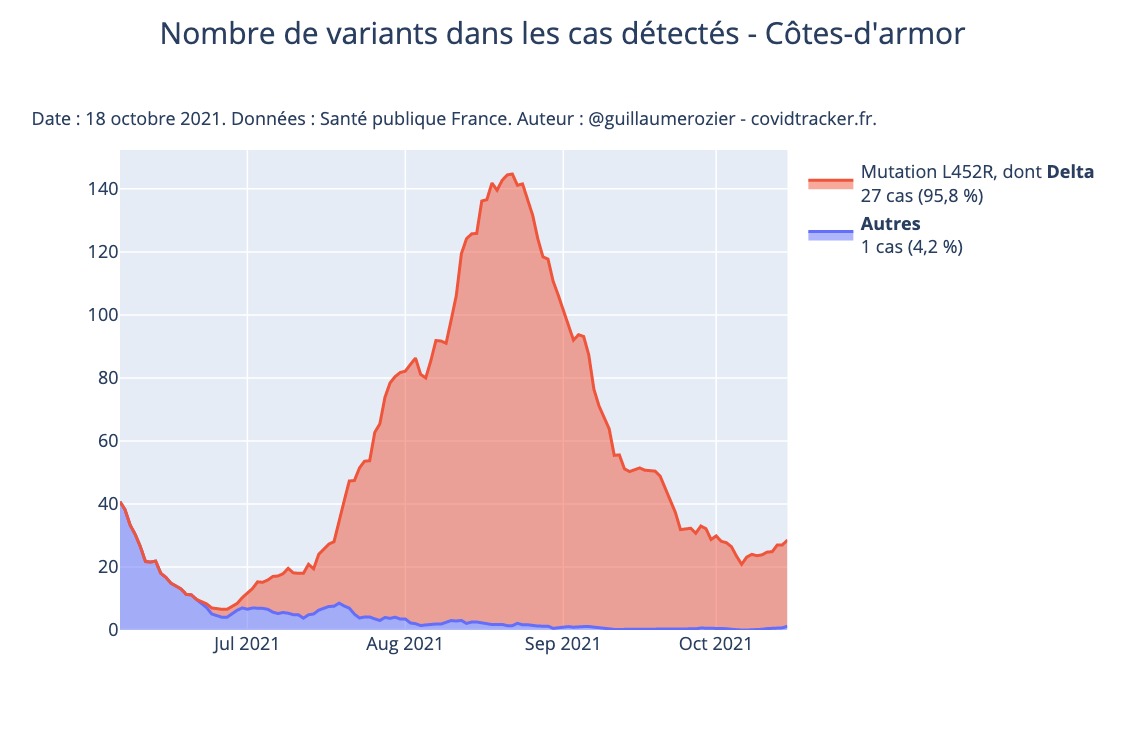 Nombre de variants dans les cas détectés - Côtes-d'armor
Date : 18 octobre 2021. Données : Santé publique France. Auteur : @guillaumerozier - covidtracker.fr.
Mutation L452R, dont Delta
27 cas (95,8 %)
Autres
1 cas (4,2 %)
140
120
100
80
60
40
20
0
Jul 2021
Aug 2021
Sep 2021
Oct 2021